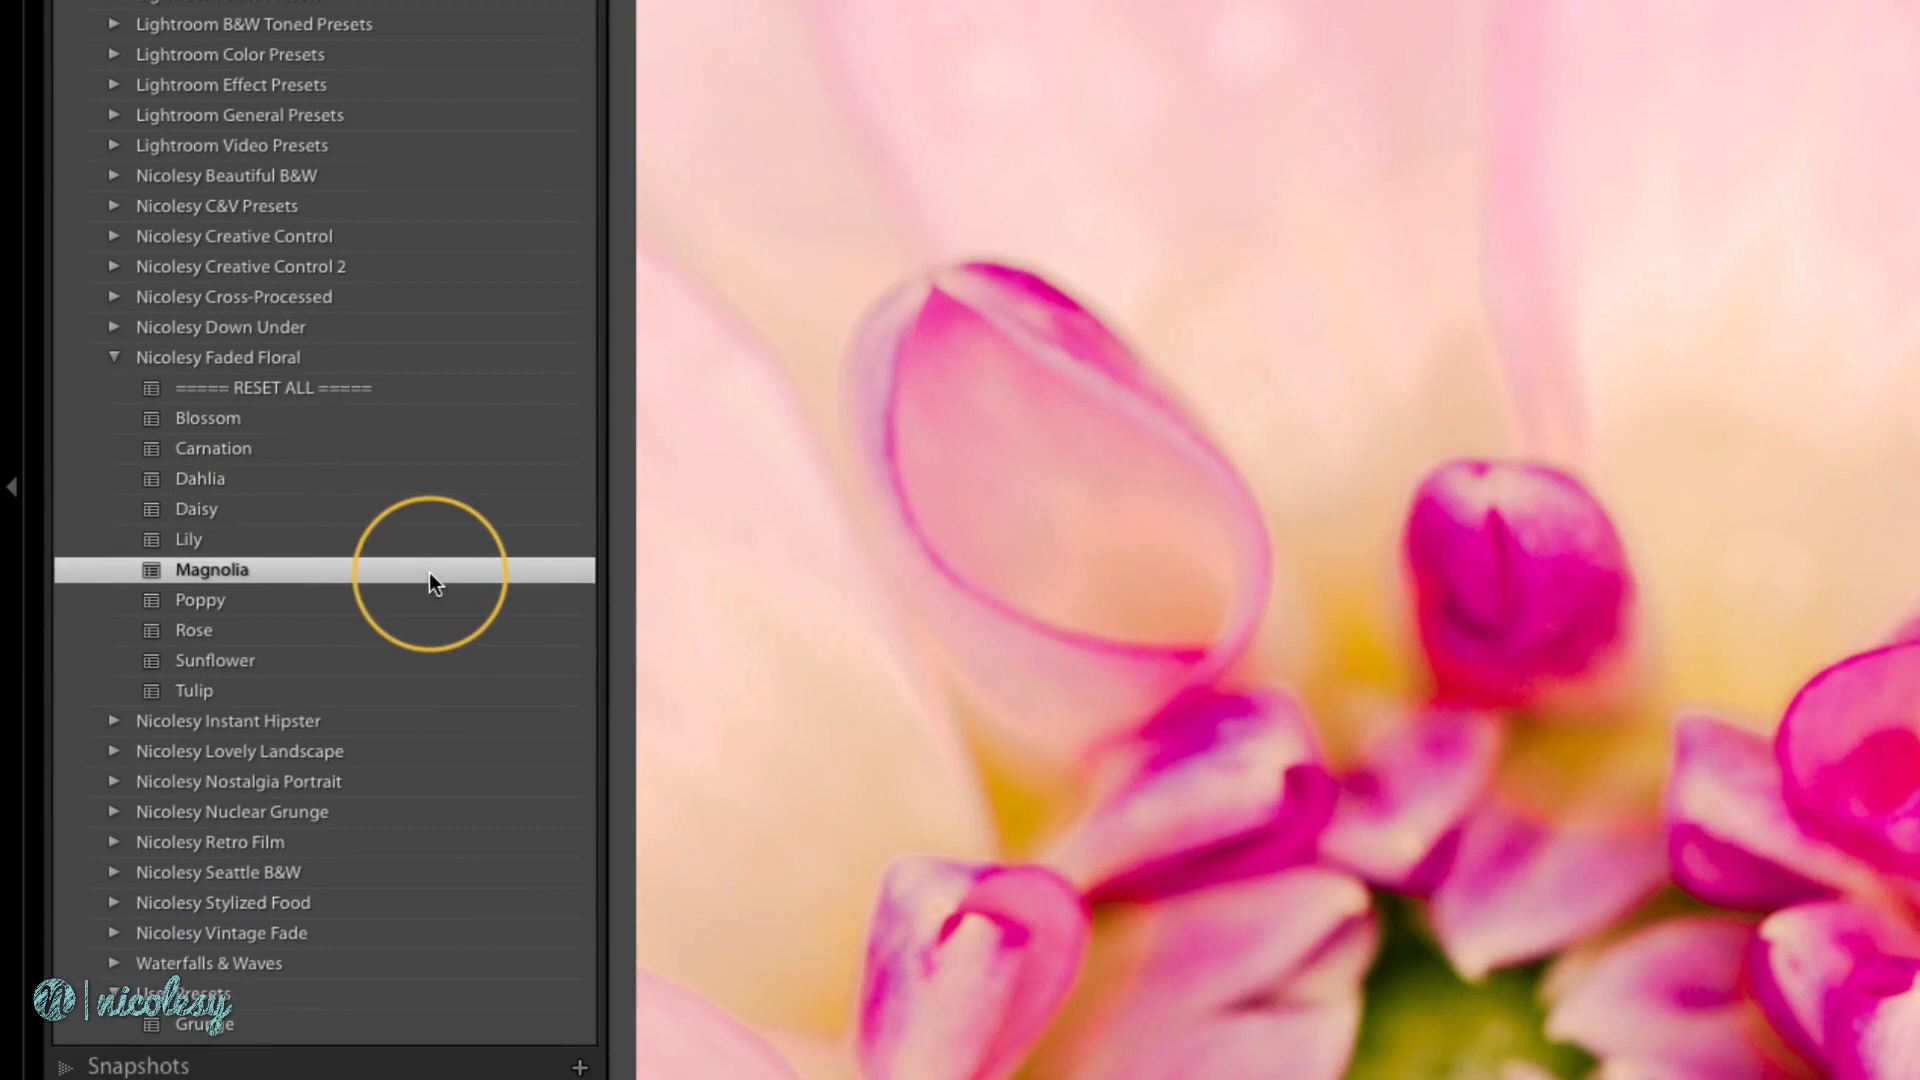 Lightroom B&W Toned Presets
Lightroom Color Presets
Lightroom Effect Presets
Lightroom General Presets
Lightroom Video Presets
Nicolesy Beautiful B&W
Nicolesy C&V Presets
Nicolesy Creative Control
Nicolesy Creative Control 2
Nicolesy Cross-Processed
Nicolesy Down Under
Nicolesy Faded Floral
===== RESET ALL =====
Blossom
Carnation
Dahlia
Daisy
Lily
Magnolia
Poppy
Rose
Sunflower
Tulip
Nicolesy Instant Hipster
Nicolesy Lovely Landscape
Nicolesy Nostalgia Portrait
Nicolesy Nuclear Grunge
Nicolesy Retro Film
Nicolesy Seattle B&W
Nicolesy Stylized Food
Nicolesy Vintage Fade
Waterfalls & Waves
User Presets
n | nicolesy
Grunge
Snapshots +